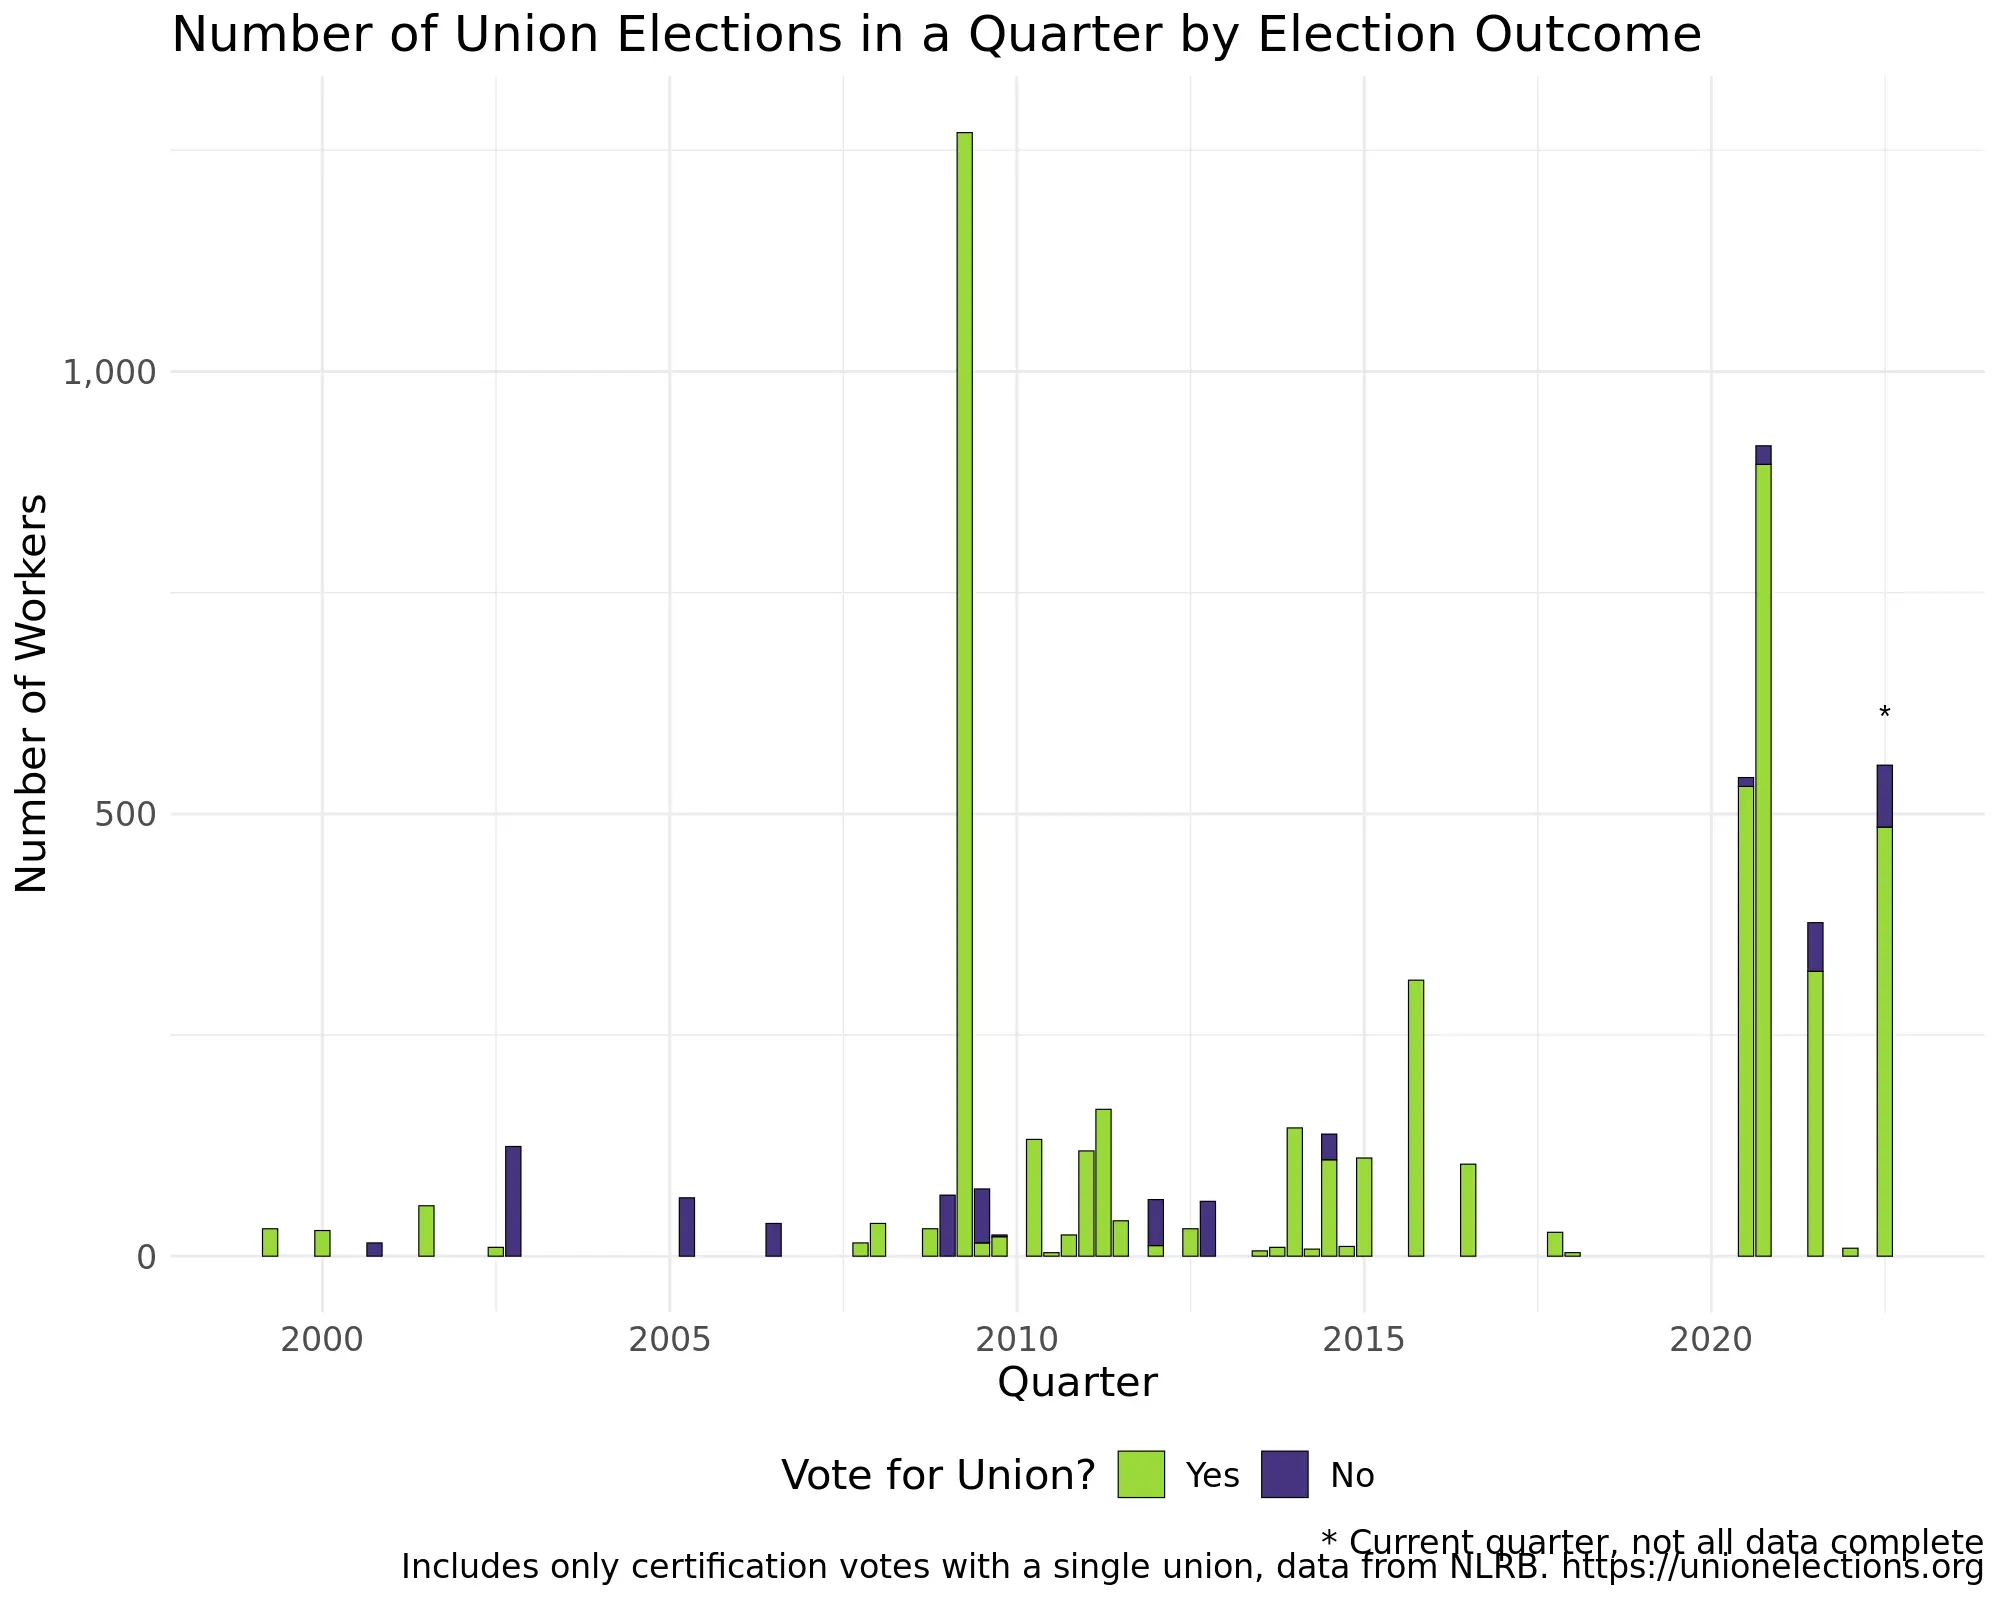 Number of Union Elections in a Quarter by Election Outcome
Number of Workers
1,000
500
0
*
2000 2005 2010 2015 2020
Quarter
Vote for Union? Yes No
* Current quarter, not all data complete
Includes only certification votes with a single union, data from NLRB. https://unionelections.org